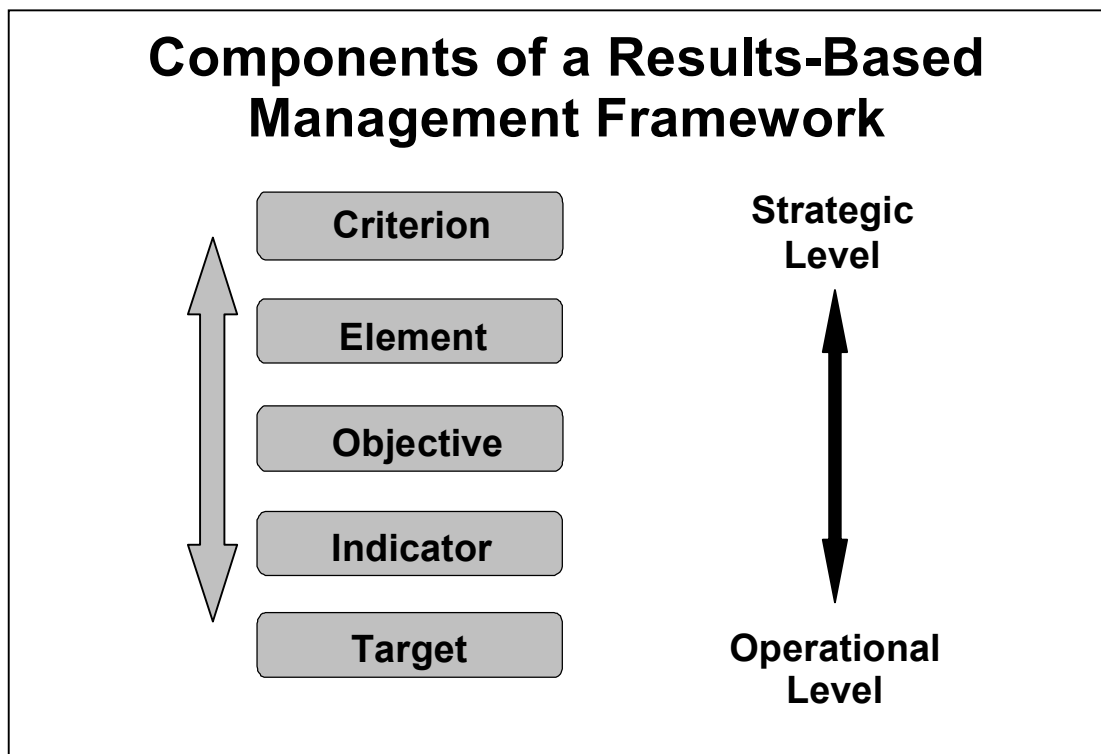 Components of a Results-Based
Management Framework
Criterion
Element
Objective
Indicator
Target
Strategic
Level
Operational
Level